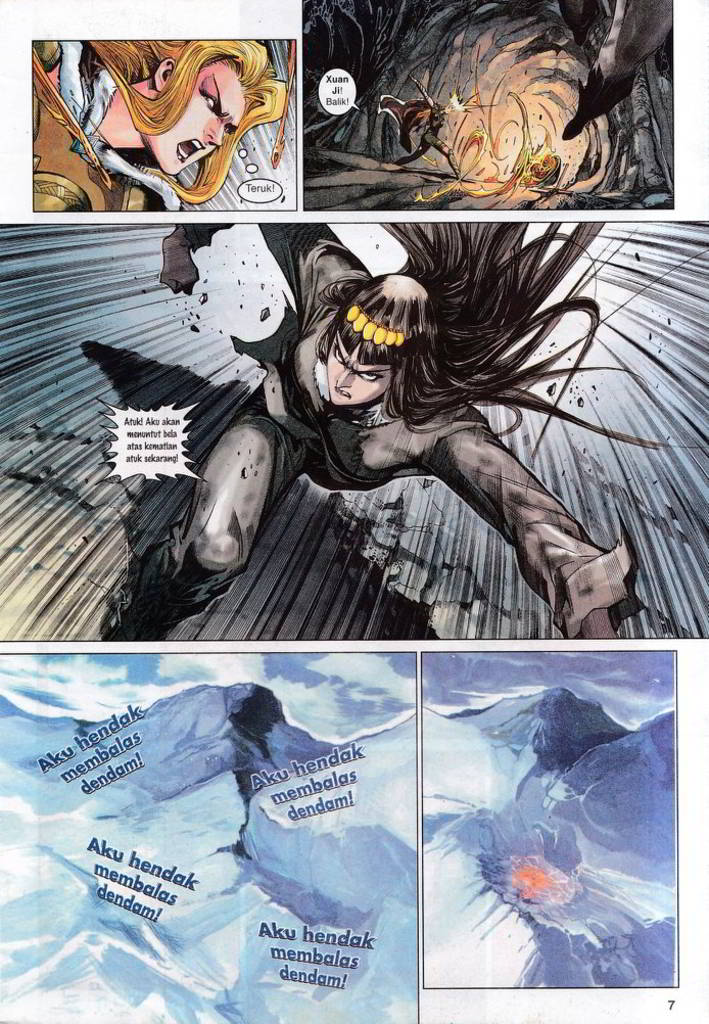 Teruk!
Xuan
Ji!
Balik!
Atuk! Aku akan
menuntut bela
atas kematian
atuk sekarang!
Aku hendak
membalas
dendam!
Aku hendak
membalas
dendam!
Aku hendak
membalas
dendam!
Aku hendak
membalas
dendam!
7